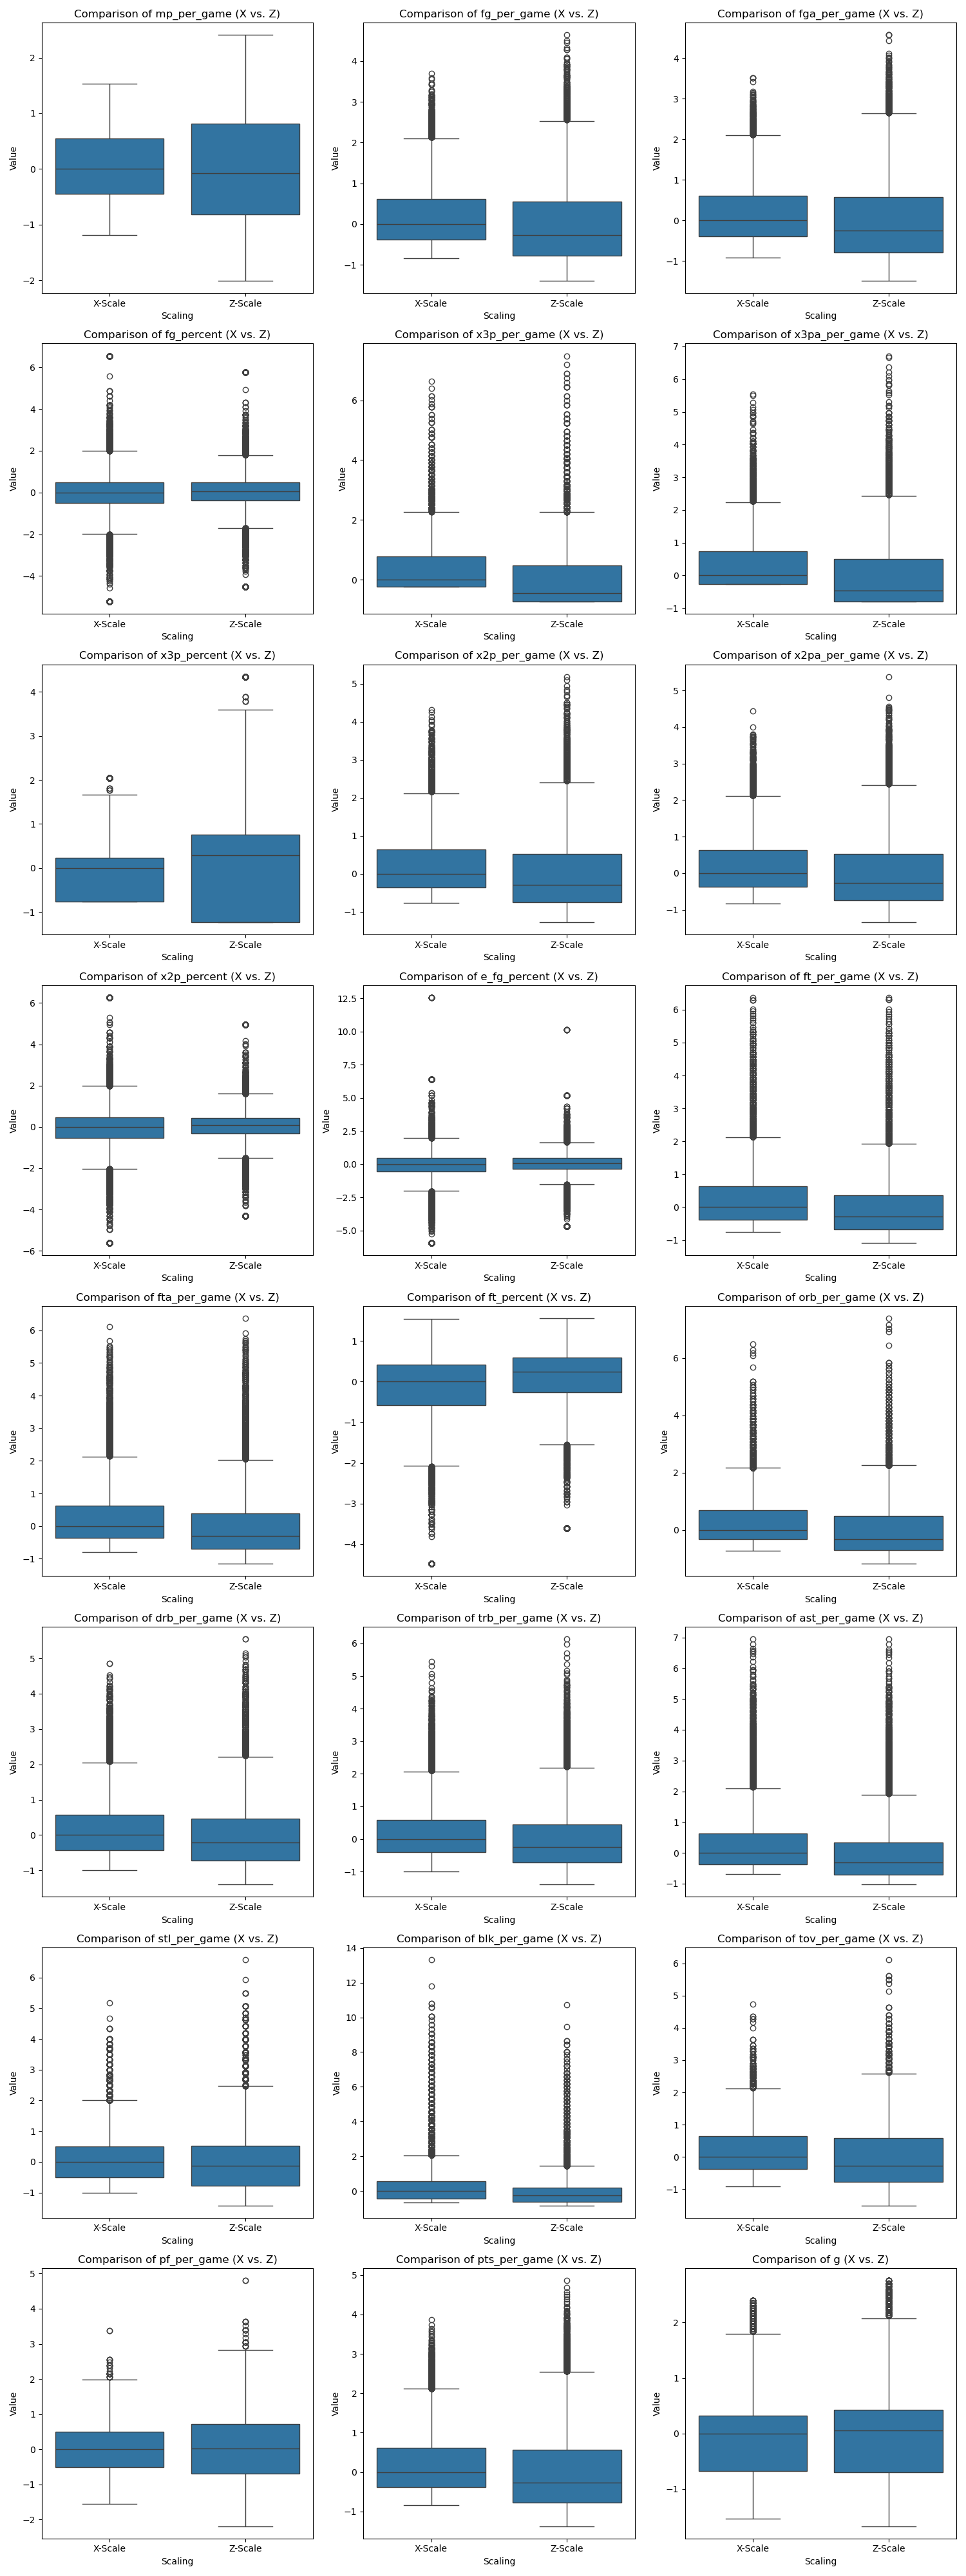 Comparison of mp_per_game (X vs. Z)
Value
2
1
0
−1
−2
X-Scale
Z-Scale
Scaling
Comparison of fg_per_game (X vs. Z)
Value
4
3
2
1
0
−1
X-Scale
Z-Scale
Scaling
Comparison of fga_per_game (X vs. Z)
Value
4
3
2
1
0
−1
X-Scale
Z-Scale
Scaling
Comparison of fg_percent (X vs. Z)
Value
6
4
2
0
−2
−4
X-Scale
Z-Scale
Scaling
Comparison of x3p_per_game (X vs. Z)
Value
6
4
2
0
X-Scale
Z-Scale
Scaling
Comparison of x3pa_per_game (X vs. Z)
Value
7
6
5
4
3
2
1
0
−1
X-Scale
Z-Scale
Scaling
Comparison of x3p_percent (X vs. Z)
Value
4
3
2
1
0
−1
X-Scale
Z-Scale
Scaling
Comparison of x2p_per_game (X vs. Z)
Value
5
4
3
2
1
0
−1
X-Scale
Z-Scale
Scaling
Comparison of x2pa_per_game (X vs. Z)
Value
5
4
3
2
1
0
−1
X-Scale
Z-Scale
Scaling
Comparison of x2p_percent (X vs. Z)
Value
6
4
2
0
−2
−4
−6
X-Scale
Z-Scale
Scaling
Comparison of e_fg_percent (X vs. Z)
Value
12.5
10.0
7.5
5.0
2.5
0.0
−2.5
−5.0
X-Scale
Z-Scale
Scaling
Comparison of ft_per_game (X vs. Z)
Value
6
5
4
3
2
1
0
−1
X-Scale
Z-Scale
Scaling
Comparison of fta_per_game (X vs. Z)
Value
6
5
4
3
2
1
0
−1
X-Scale
Z-Scale
Scaling
Comparison of ft_percent (X vs. Z)
Value
1
0
−1
−2
−3
−4
X-Scale
Z-Scale
Scaling
Comparison of orb_per_game (X vs. Z)
Value
6
4
2
0
X-Scale
Z-Scale
Scaling
Comparison of drb_per_game (X vs. Z)
Value
5
4
3
2
1
0
−1
X-Scale
Z-Scale
Scaling
Comparison of trb_per_game (X vs. Z)
Value
6
5
4
3
2
1
0
−1
X-Scale
Z-Scale
Scaling
Comparison of ast_per_game (X vs. Z)
Value
7
6
5
4
3
2
1
0
−1
X-Scale
Z-Scale
Scaling
Comparison of stl_per_game (X vs. Z)
Value
6
5
4
3
2
1
0
−1
X-Scale
Z-Scale
Scaling
Comparison of blk_per_game (X vs. Z)
Value
14
12
10
8
6
4
2
0
X-Scale
Z-Scale
Scaling
Comparison of tov_per_game (X vs. Z)
Value
6
5
4
3
2
1
0
−1
X-Scale
Z-Scale
Scaling
Comparison of pf_per_game (X vs. Z)
Value
5
4
3
2
1
0
−1
−2
X-Scale
Z-Scale
Scaling
Comparison of pts_per_game (X vs. Z)
Value
5
4
3
2
1
0
−1
X-Scale
Z-Scale
Scaling
Comparison of g (X vs. Z)
Value
2
1
0
−1
X-Scale
Z-Scale
Scaling